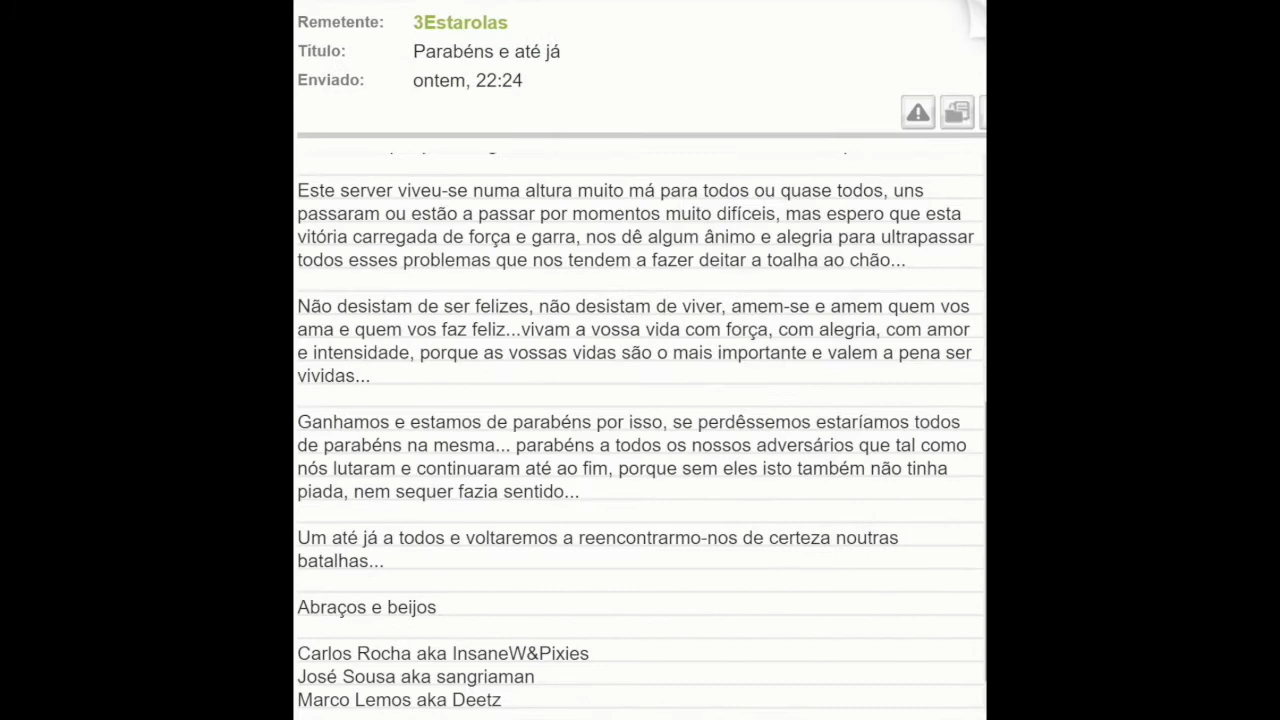 Remetente: 3Estarolas
Título: Parabéns e até já
Enviado: ontem, 22:24
Este server viveu-se numa altura muito má para todos ou quase todos, uns
passaram ou estão a passar por momentos muito difíceis, mas espero que esta
vitória carregada de força e garra, nos dê algum ânimo e alegria para ultrapassar
todos esses problemas que nos tendem a fazer deitar a toalha ao chão...
Não desistam de ser felizes, não desistam de viver, amem-se e amem quem vos
ama e quem vos faz feliz...vivam a vossa vida com força, com alegria, com amor
e intensidade, porque as vossas vidas são o mais importante e valem a pena ser
vividas...
Ganhamos e estamos de parabéns por isso, se perdêssemos estaríamos todos
de parabéns na mesma... parabéns a todos os nossos adversários que tal como
nós lutaram e continuaram até ao fim, porque sem eles isto também não tinha
piada, nem sequer fazia sentido...
Um até já a todos e voltaremos a reencontrarmo-nos de certeza noutras
batalhas...
Abraços e beijos
Carlos Rocha aka InsaneW&Pixies
José Sousa aka sangriaman
Marco Lemos aka Deetz